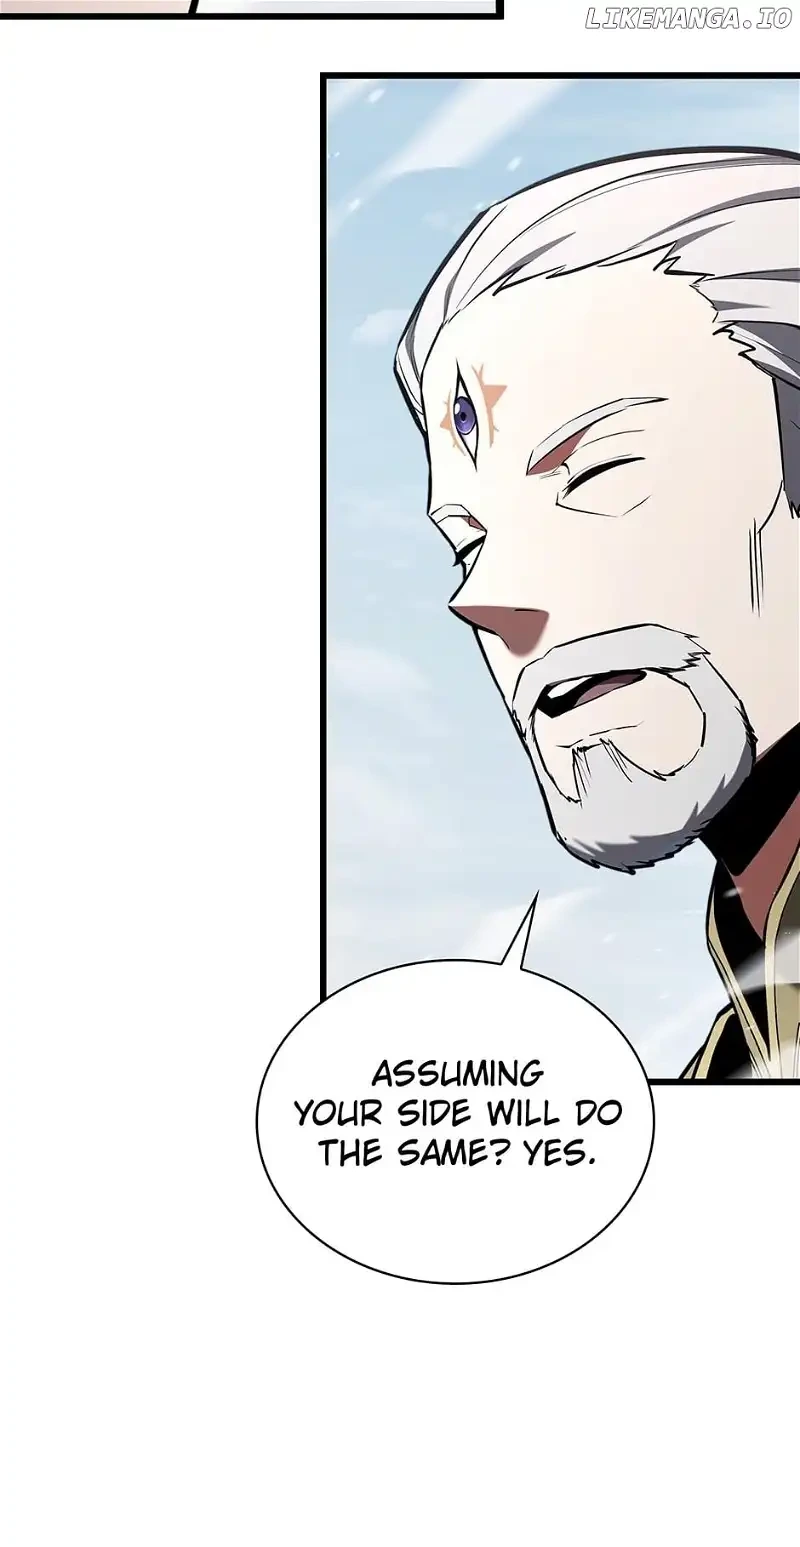 LIKEMANGA.IO
ASSUMING
YOUR SIDE WILL DO
THE SAME? YES.